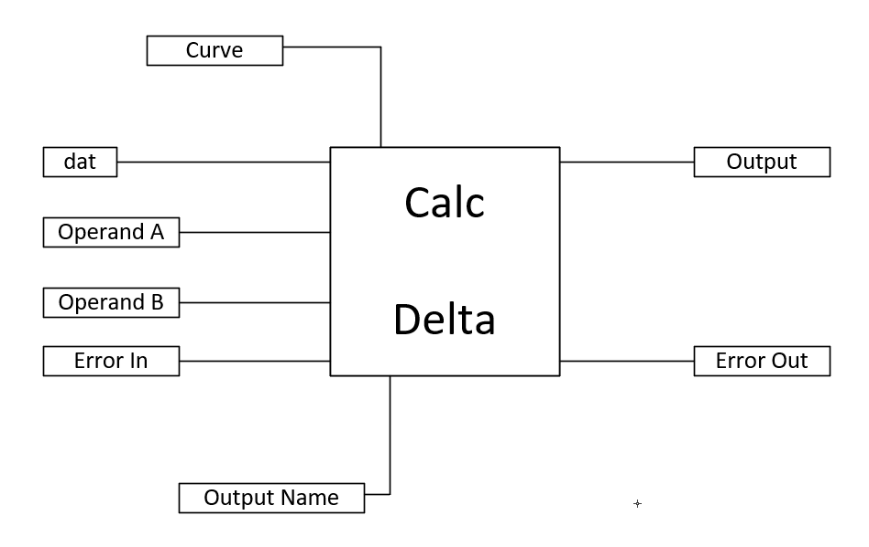 Curve
dat
Output
Calc
Operand A
Operand B
Delta
Error In
Error Out
Output Name